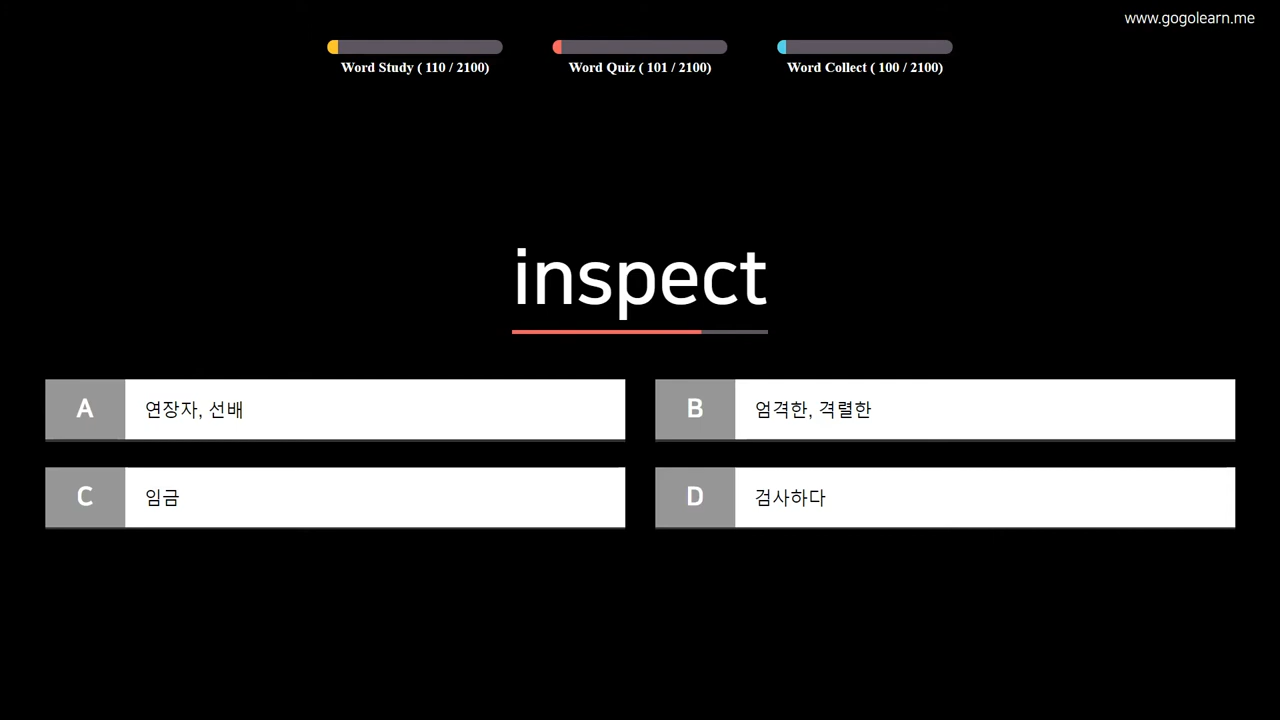 www.gogolearn.me
Word Study ( 110 / 2100)
Word Quiz ( 101 / 2100)
Word Collect ( 100 / 2100)
inspect
A 연장자, 선배
B 엄격한, 격렬한
C 임금
D 검사하다